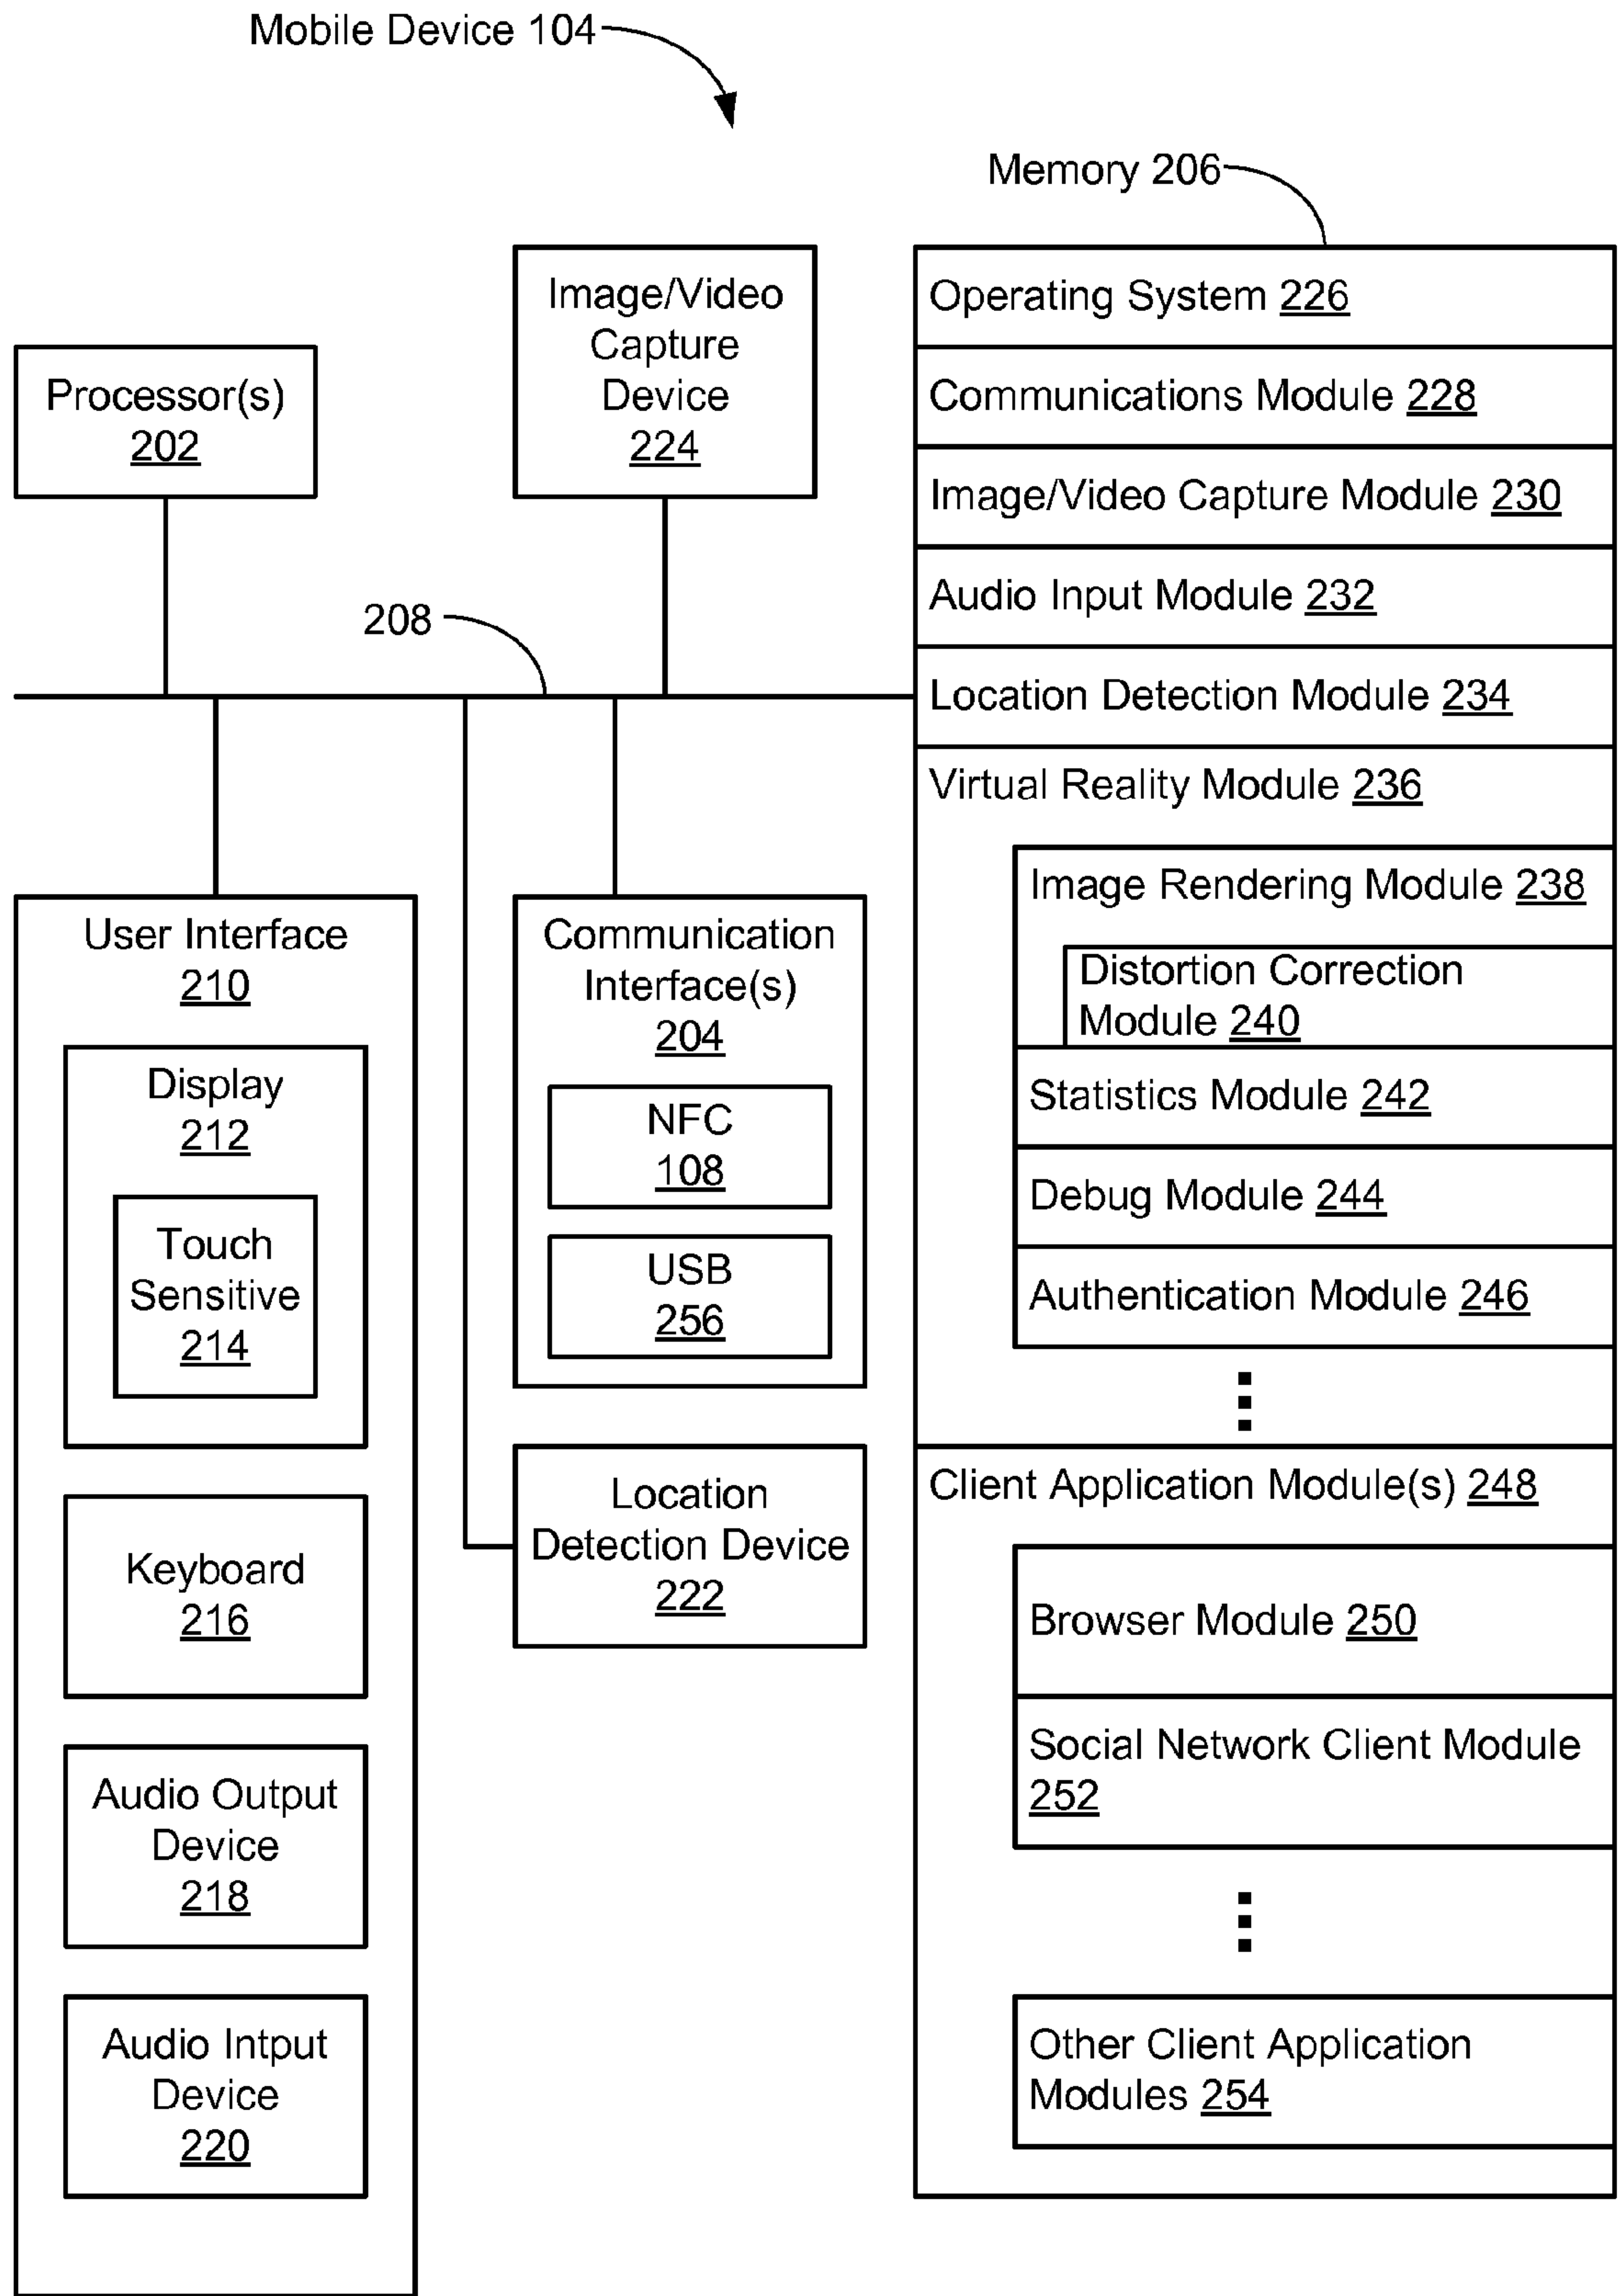 Mobile Device 104
Memory 206
Processor(s)
202
Image/Video
Capture
Device
224
208
User Interface
210
Display
212
Touch
Sensitive
214
Keyboard
216
Audio Output
Device
218
Audio Intput
Device
220
Communication
Interface(s)
204
NFC
108
USB
256
Location
Detection Device
222
Operating System 226
Communications Module 228
Image/Video Capture Module 230
Audio Input Module 232
Location Detection Module 234
Virtual Reality Module 236
Image Rendering Module 238
Distortion Correction
Module 240
Statistics Module 242
Debug Module 244
Authentication Module 246
Client Application Module(s) 248
Browser Module 250
Social Network Client Module
252
Other Client Application
Modules 254